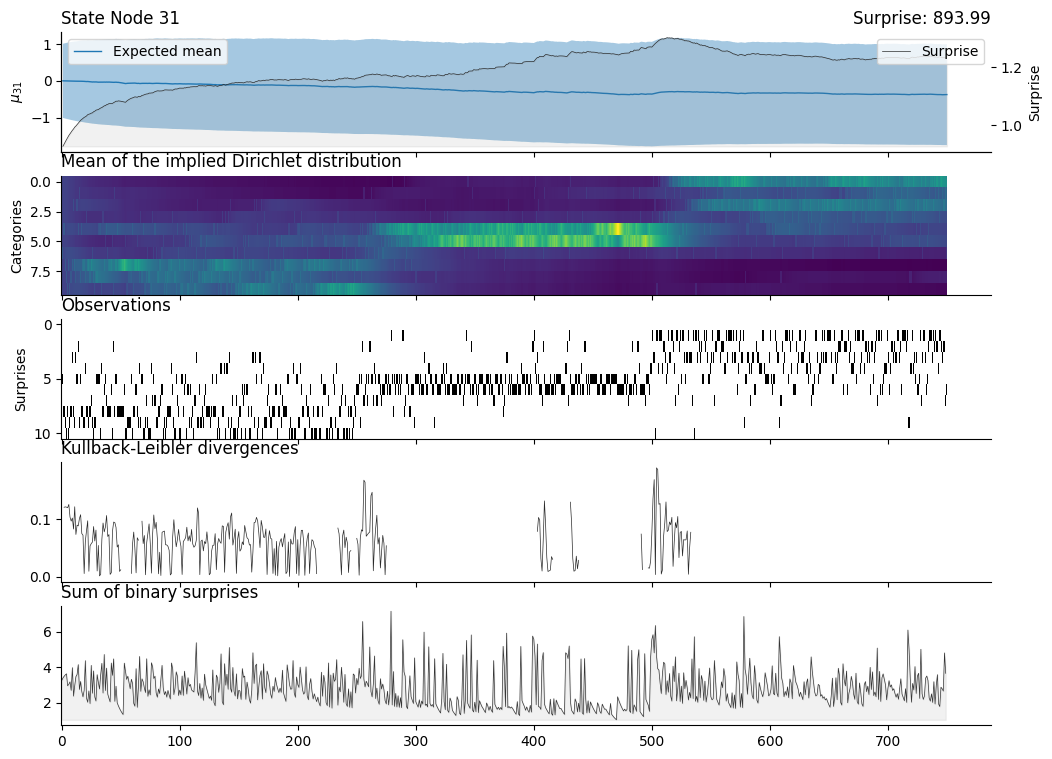 State Node 31
Surprise: 893.99
Expected mean
Surprise
1
0
−1
μ31
1.2
1.0
Surprise
Mean of the implied Dirichlet distribution
0.0
2.5
5.0
7.5
Categories
Observations
0
5
10
Surprises
Kullback-Leibler divergences
0.1
0.0
Sum of binary surprises
6
4
2
0 100 200 300 400 500 600 700